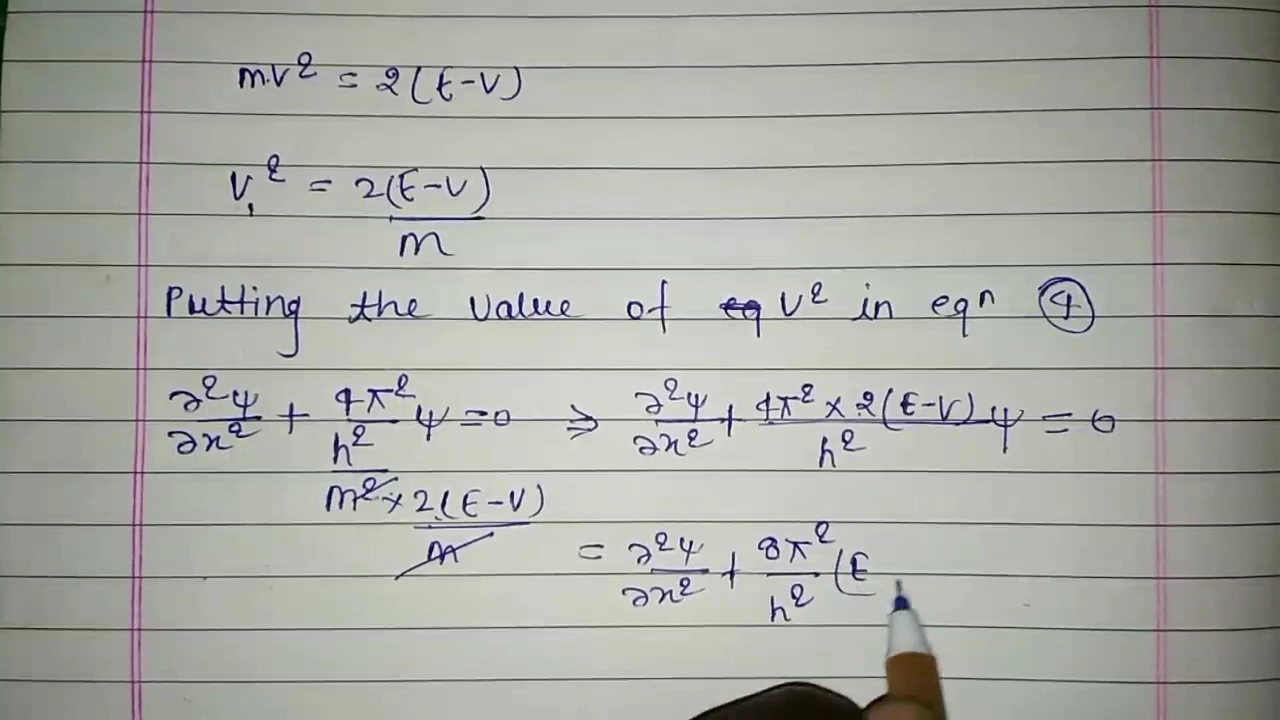 m.v² = 2(E-V)
v₁² = 2(E-V)/m
Putting the value of eq v² in eqn ④
∂²ψ/∂x² + 4π²/(h²/(m² × 2(E-V)/m)) ψ = 0 ⇒ ∂²ψ/∂x² + (4π² × 2(E-V))/h² ψ = 0
= ∂²ψ/∂x² + 8π²/h² (E